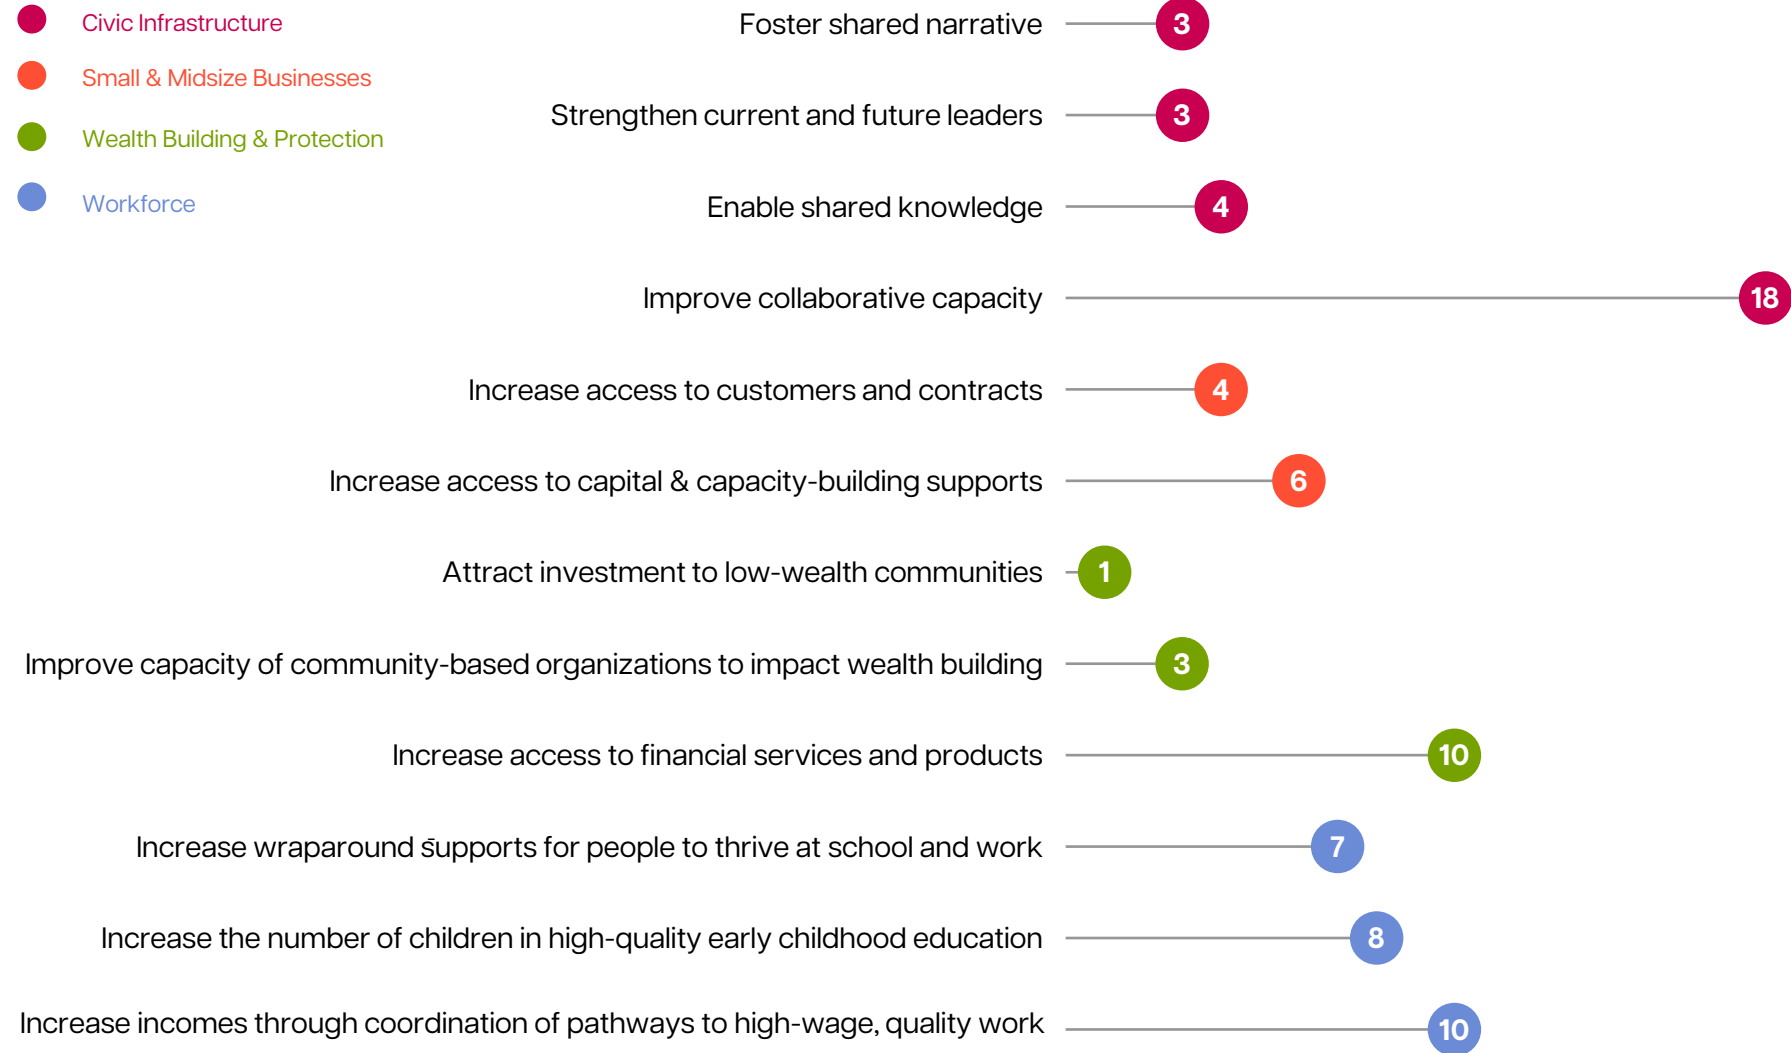 Civic Infrastructure
Small & Midsize Businesses
Wealth Building & Protection
Workforce
Foster shared narrative 3
Strengthen current and future leaders 3
Enable shared knowledge 4
Improve collaborative capacity 18
Increase access to customers and contracts 4
Increase access to capital & capacity-building supports 6
Attract investment to low-wealth communities 1
Improve capacity of community-based organizations to impact wealth building 3
Increase access to financial services and products 10
Increase wraparound supports for people to thrive at school and work 7
Increase the number of children in high-quality early childhood education 8
Increase incomes through coordination of pathways to high-wage, quality work 10